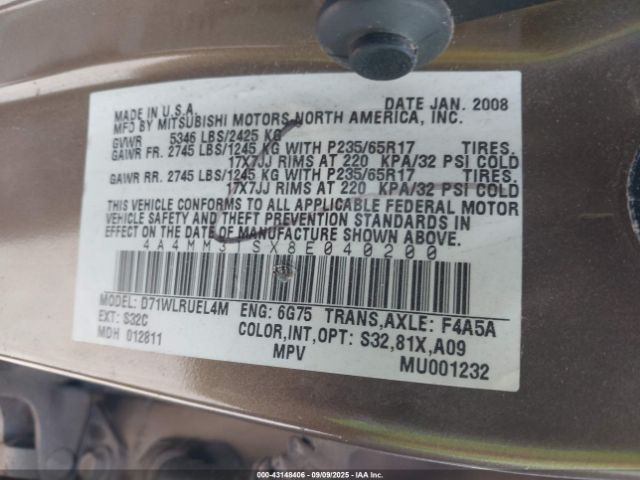 MADE IN U.S.A. DATE JAN. 2008
MFD BY MITSUBISHI MOTORS NORTH AMERICA, INC.
GVWR 5346 LBS/2425 KG
GAWR FR. 2745 LBS/1245 KG WITH P235/65R17 TIRES.
17X7JJ RIMS AT 220 KPA/32 PSI COLD
GAWR RR. 2745 LBS/1245 KG WITH P235/65R17 TIRES.
17X7JJ RIMS AT 220 KPA/32 PSI COLD
THIS VEHICLE CONFORMS TO ALL APPLICABLE FEDERAL MOTOR
VEHICLE SAFETY AND THEFT PREVENTION STANDARDS IN
EFFECT ON THE DATE OF MANUFACTURE SHOWN ABOVE.
4A4MM3 SX8E040200
MODEL: D71WLRUEL4M ENG: 6G75 TRANS,AXLE: F4A5A
EXT: S32C COLOR,INT,OPT: S32,81X,A09
MDH 012811 MPV MU001232
000-43148406 - 09/09/2025 - IAAI.COM